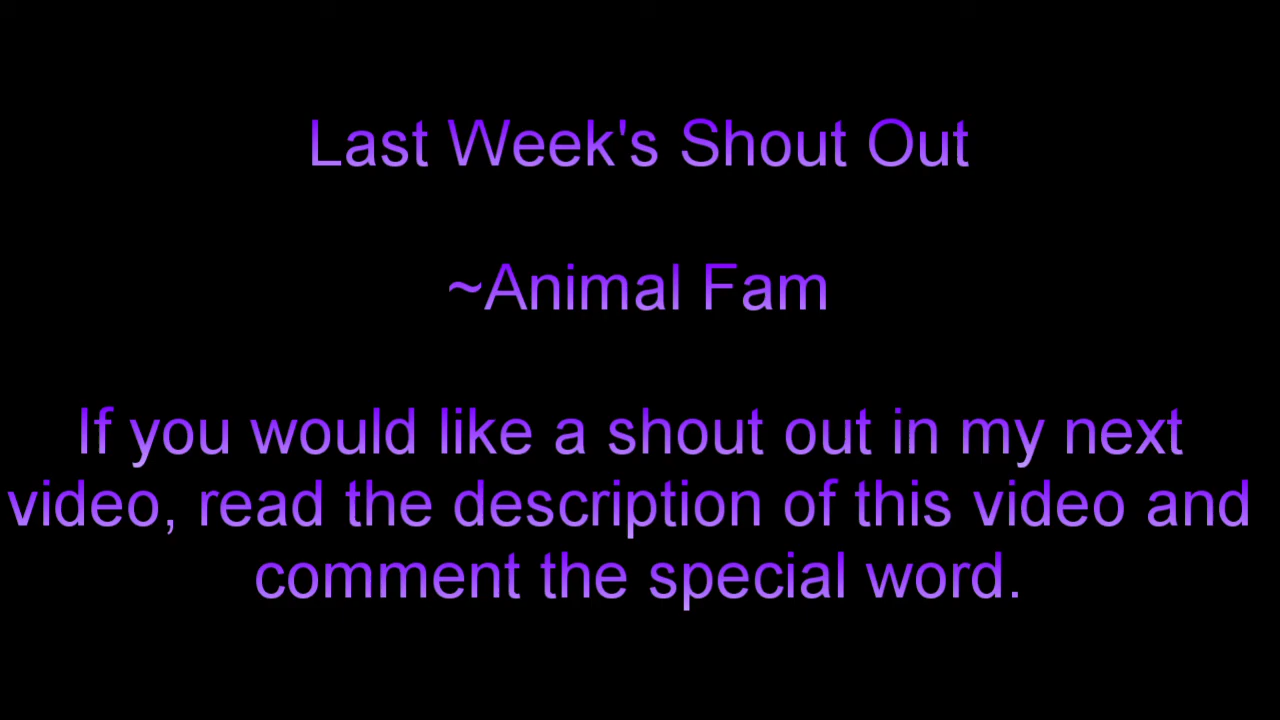 Last Week's Shout Out
~Animal Fam
If you would like a shout out in my next
video, read the description of this video and
comment the special word.